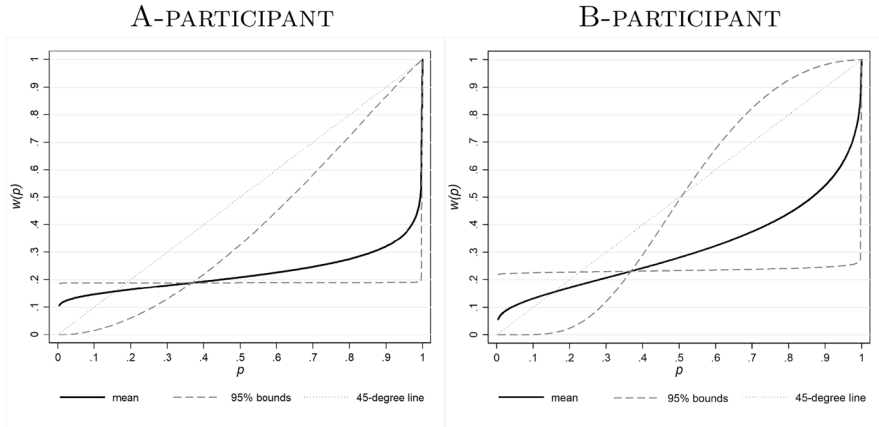 A-PARTICIPANT
B-PARTICIPANT
w(p)
1
.9
.8
.7
.6
.5
.4
.3
.2
.1
0
0 .1 .2 .3 .4 .5 .6 .7 .8 .9 1
p
mean 95% bounds 45-degree line
w(p)
1
.9
.8
.7
.6
.5
.4
.3
.2
.1
0
0 .1 .2 .3 .4 .5 .6 .7 .8 .9 1
p
mean 95% bounds 45-degree line